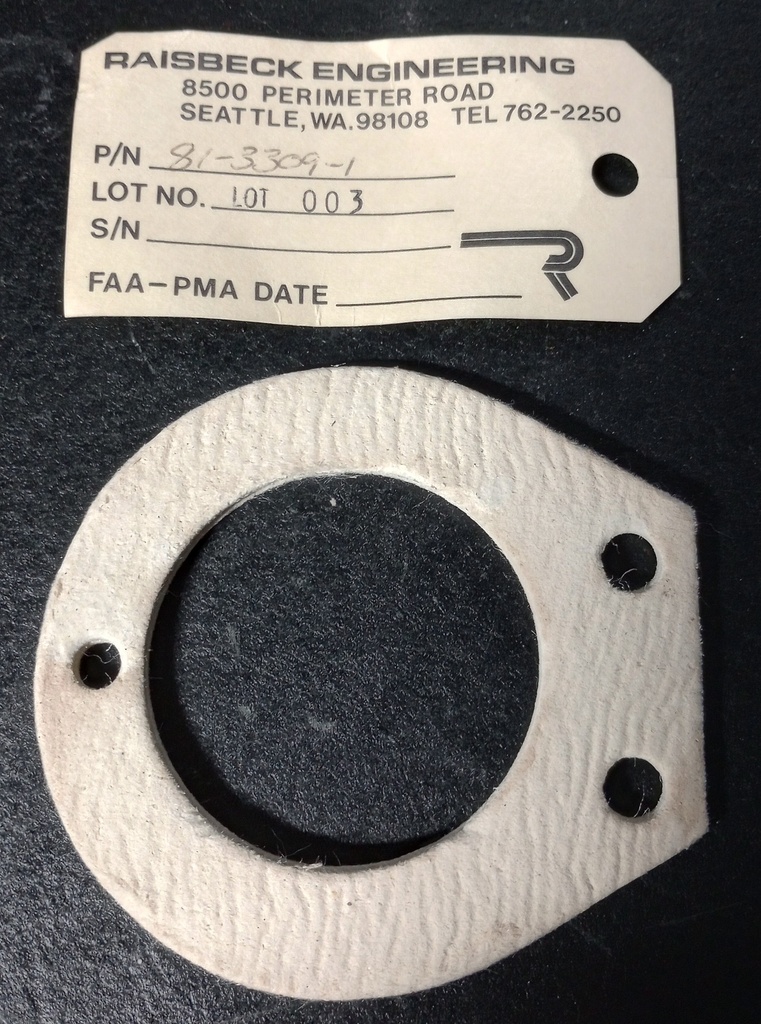 RAISBECK ENGINEERING
8500 PERIMETER ROAD
SEATTLE, WA. 98108 TEL 762-2250
P/N 81-3309-1
LOT NO. LOT 003
S/N
FAA-PMA DATE